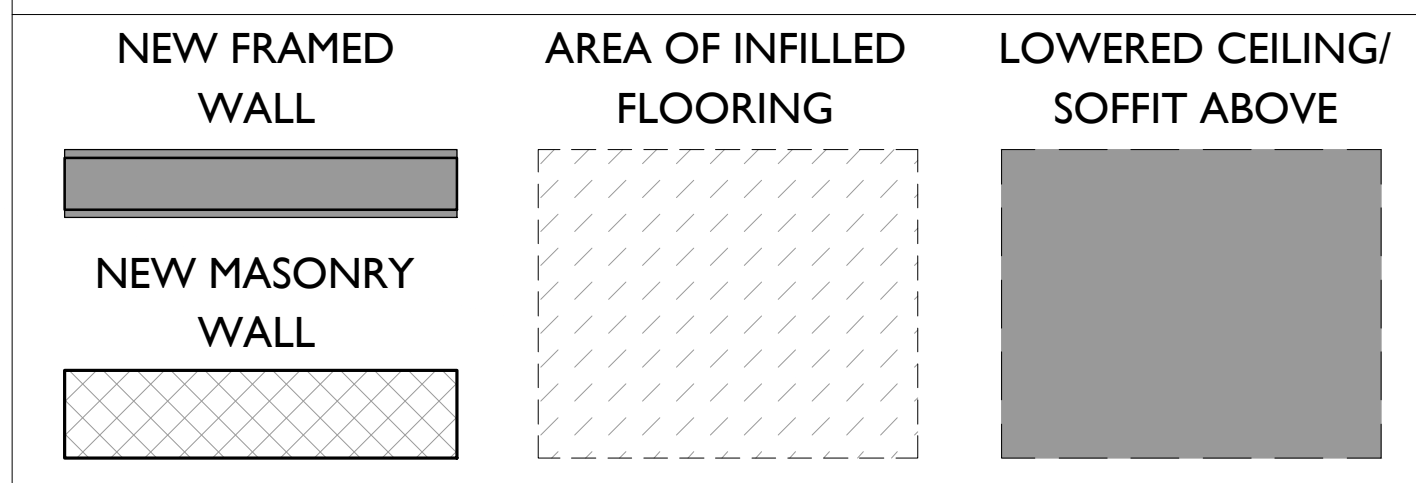 NEW FRAMED
WALL
NEW MASONRY
WALL
AREA OF INFILLED
FLOORING
LOWERED CEILING/
SOFFIT ABOVE